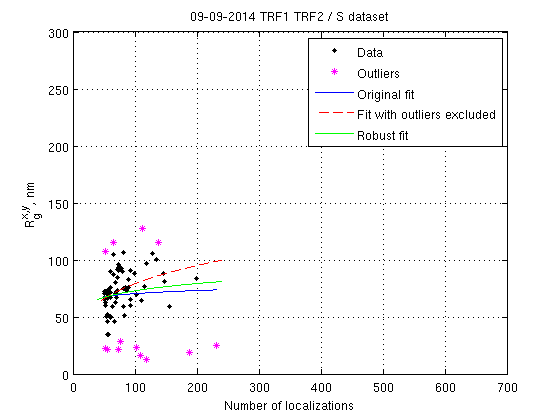 09-09-2014 TRF1 TRF2 / S dataset
Data
Outliers
Original fit
Fit with outliers excluded
Robust fit
300
250
200
150
100
50
0
R_g^{x,y}, nm
0 100 200 300 400 500 600 700
Number of localizations